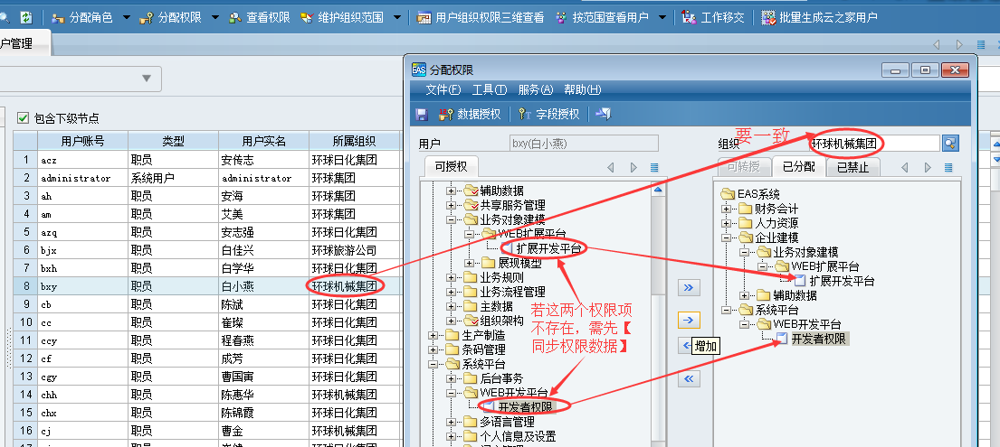 分配角色 分配权限 查看权限 维护组织范围 用户组织权限三维查看 按范围查看用户 工作移交 批量生成云之家用户
户管理
包含下级节点
用户账号 类型 用户实名 所属组织
1 acz 职员 安传志 环球日化集团
2 administrator 系统用户 administrator 环球集团
3 ah 职员 安海 环球集团
4 am 职员 艾美 环球集团
5 azq 职员 安志强 环球日化集团
6 bjx 职员 白佳兴 环球旅游公司
7 bxh 职员 白学华 环球日化集团
8 bxy 职员 白小燕 环球机械集团
9 cb 职员 陈斌 环球日化集团
10 cc 职员 崔璨 环球日化集团
11 ccy 职员 程春燕 环球日化集团
12 cf 职员 成芳 环球日化集团
13 cgy 职员 曹国寅 环球日化集团
14 chh 职员 陈惠华 环球机械集团
15 chx 职员 陈锦霞 环球日化集团
16 cj 职员 曹金 环球机械集团
EAS 分配权限
文件(F) 工具(T) 服务(A) 帮助(H)
数据授权 字段授权
用户 bxy(白小燕) 组织 环球机械集团
要一致
可授权
辅助数据
共享服务管理
业务对象建模
WEB扩展平台
扩展开发平台
展现模型
业务规则
业务流程管理
主数据
组织架构
生产制造
条码管理
系统平台
后台事务
WEB开发平台
开发者权限
多语言管理
个人信息及设置
若这两个权限项
不存在，需先【
同步权限数据】
增加
可转授 已分配 已禁止
EAS系统
财务会计
人力资源
企业建模
业务对象建模
WEB扩展平台
扩展开发平台
辅助数据
系统平台
WEB开发平台
开发者权限